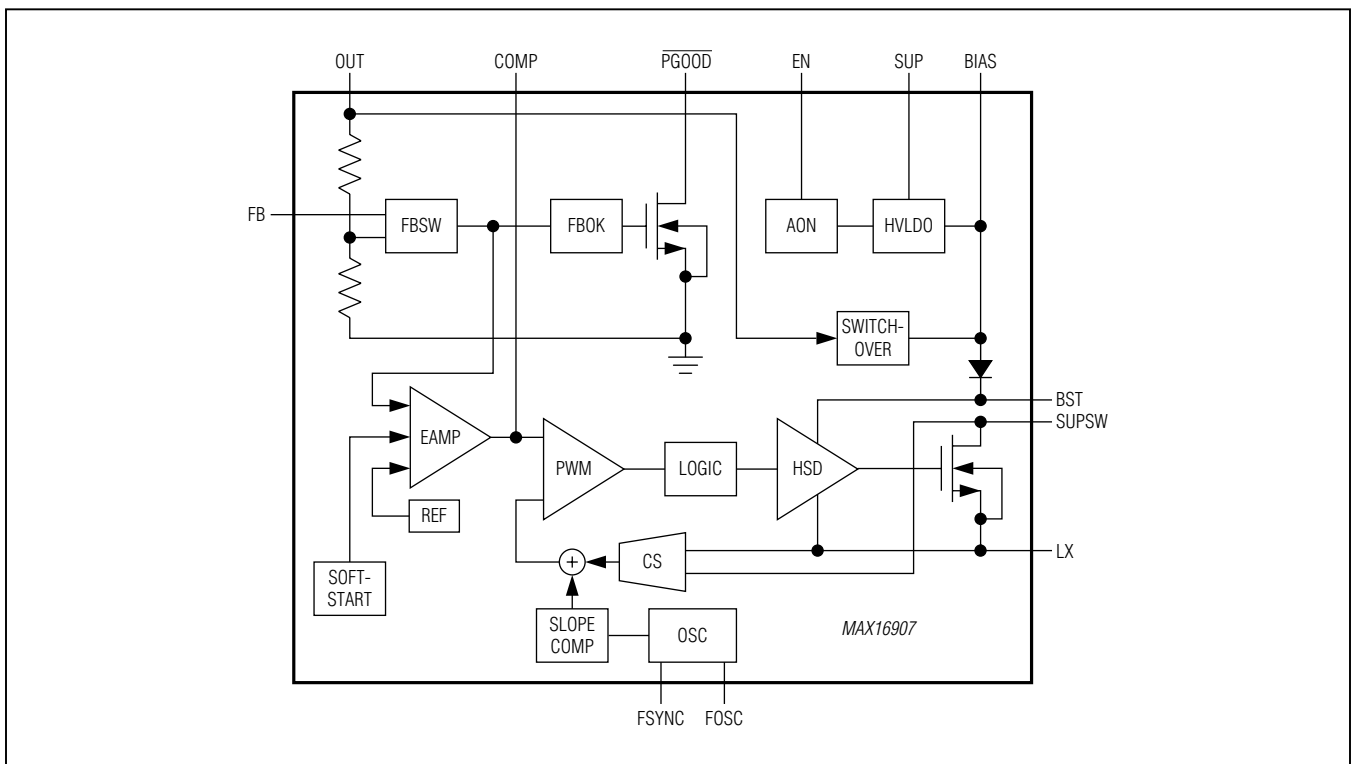 OUT COMP PGOOD EN SUP BIAS
FB
FBSW
FBOK
AON
HVLDO
SWITCH-
OVER
BST
SUPSW
EAMP
PWM
LOGIC
HSD
REF
LX
CS
+
SOFT-
START
SLOPE
COMP
OSC
MAX16907
FSYNC FOSC